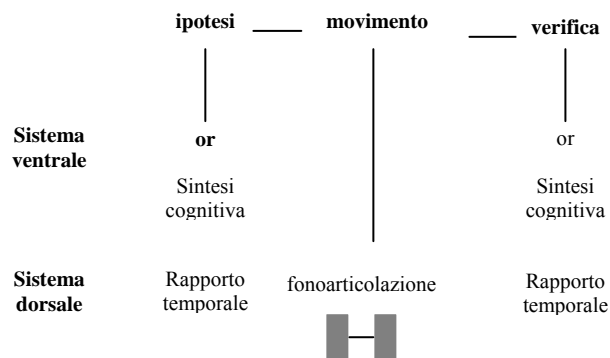 ipotesi movimento verifica
Sistema ventrale
or or
Sintesi cognitiva
Sintesi cognitiva
Sistema dorsale
Rapporto temporale
fonoarticolazione
Rapporto temporale